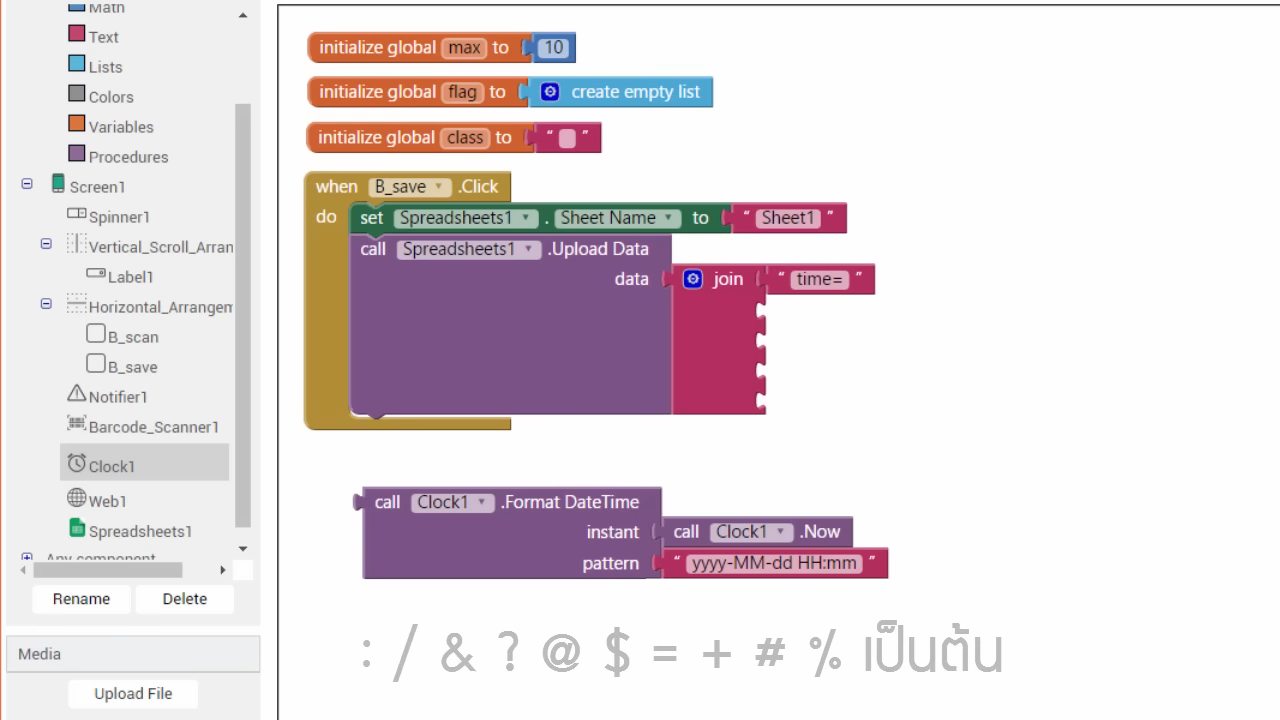 Math
Text
Lists
Colors
Variables
Procedures
Screen1
Spinner1
Vertical_Scroll_Arran
Label1
Horizontal_Arrangem
B_scan
B_save
Notifier1
Barcode_Scanner1
Clock1
Web1
Spreadsheets1
Any component
Rename Delete
Media
Upload File
initialize global max to 10
initialize global flag to create empty list
initialize global class to " "
when B_save .Click
do set Spreadsheets1 . Sheet Name to " Sheet1 "
call Spreadsheets1 .Upload Data
data join " time= "
call Clock1 .Format DateTime
instant call Clock1 .Now
pattern " yyyy-MM-dd HH:mm "
: / & ? @ $ = + # % เป็นต้น